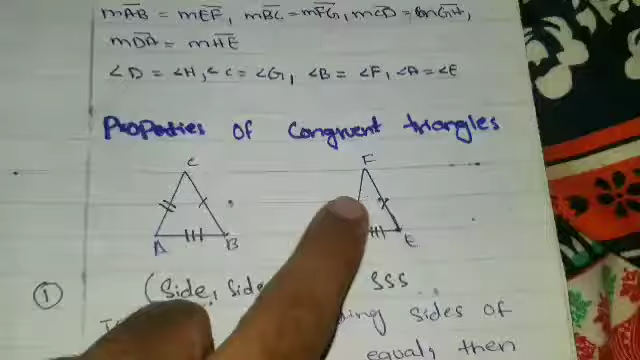 mAB = mEF, mBC = mFG, mCD = mGH,
mDA = mHE
∠D = ∠H, ∠C = ∠G, ∠B = ∠F, ∠A = ∠E
Properties of Congruent triangles
C F
A B E
① (Side, Side SSS
ding sides of
equal, then